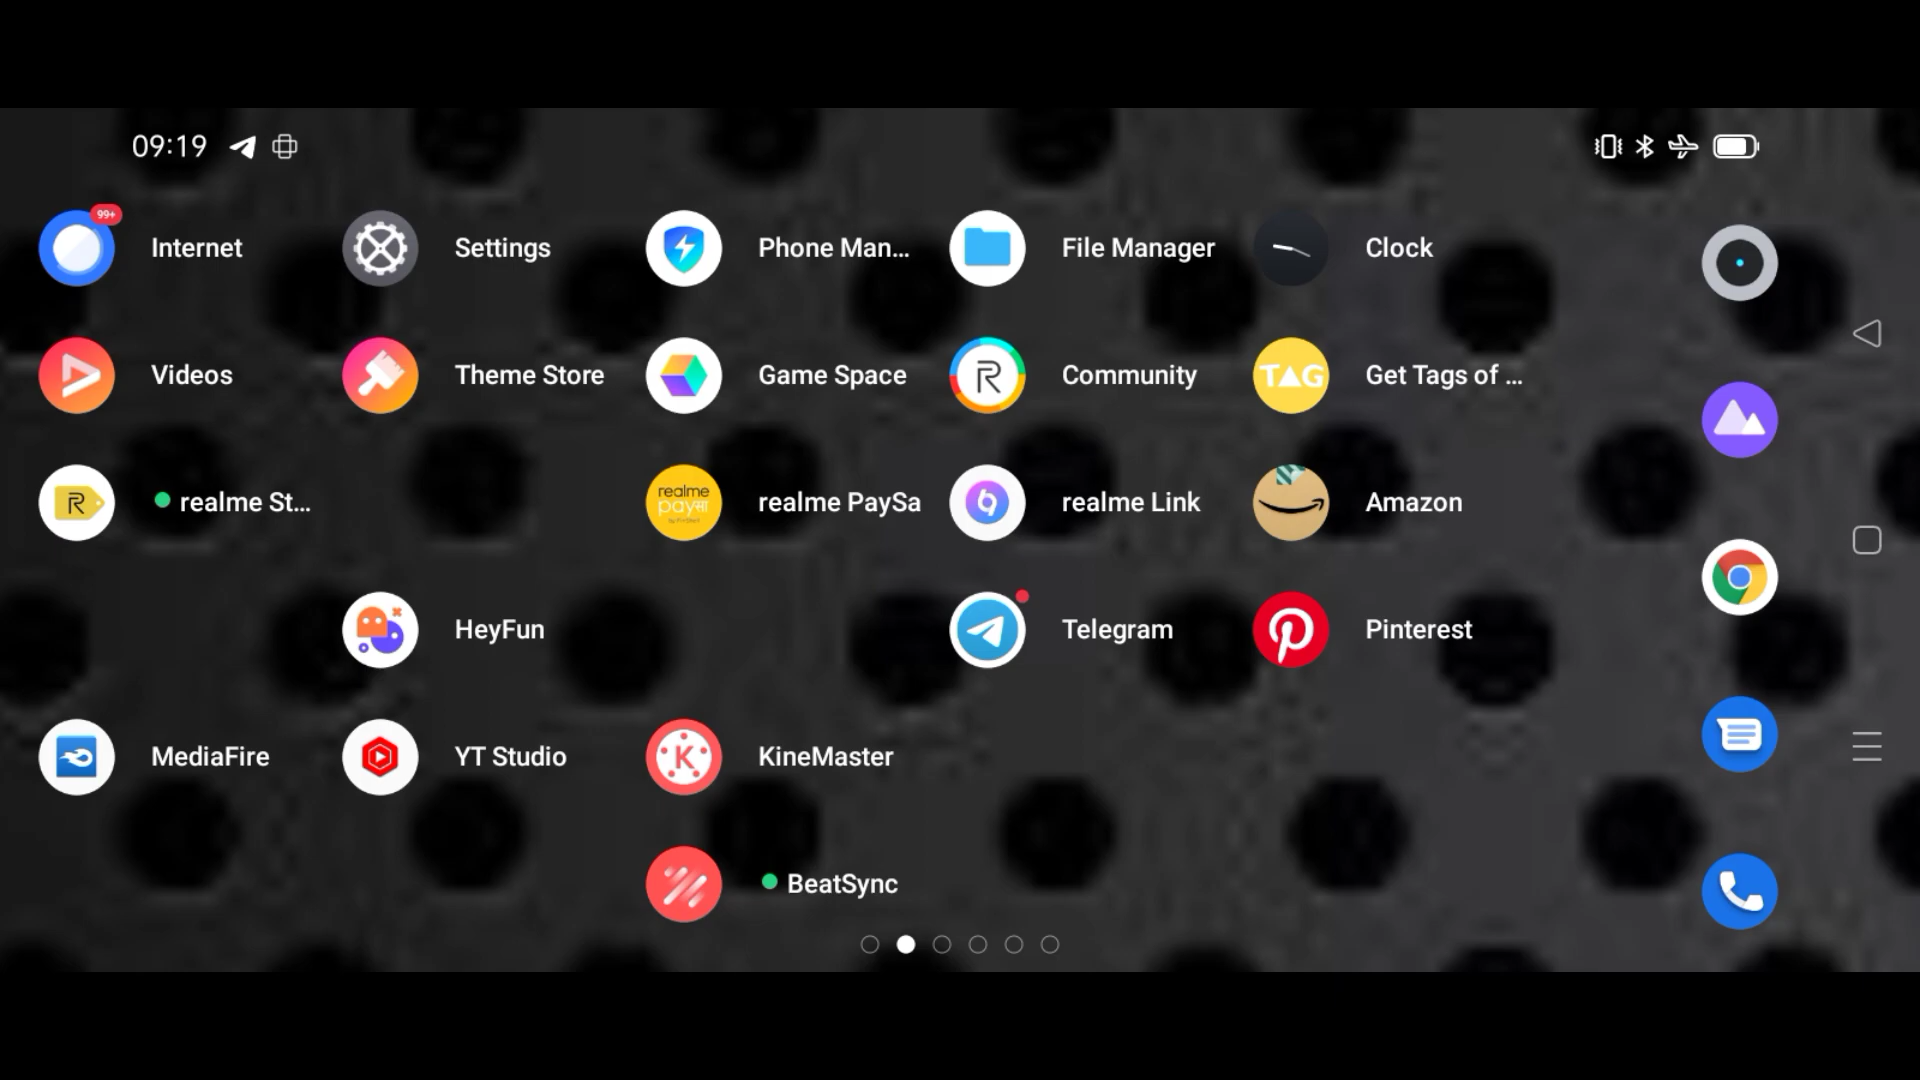 09:19
99+
Internet
Settings
Phone Man...
File Manager
Clock
Videos
Theme Store
Game Space
R
Community
TAG
Get Tags of ...
R
realme St...
realme
paysा
realme PaySa
realme Link
Amazon
HeyFun
Telegram
Pinterest
MediaFire
YT Studio
K
KineMaster
BeatSync